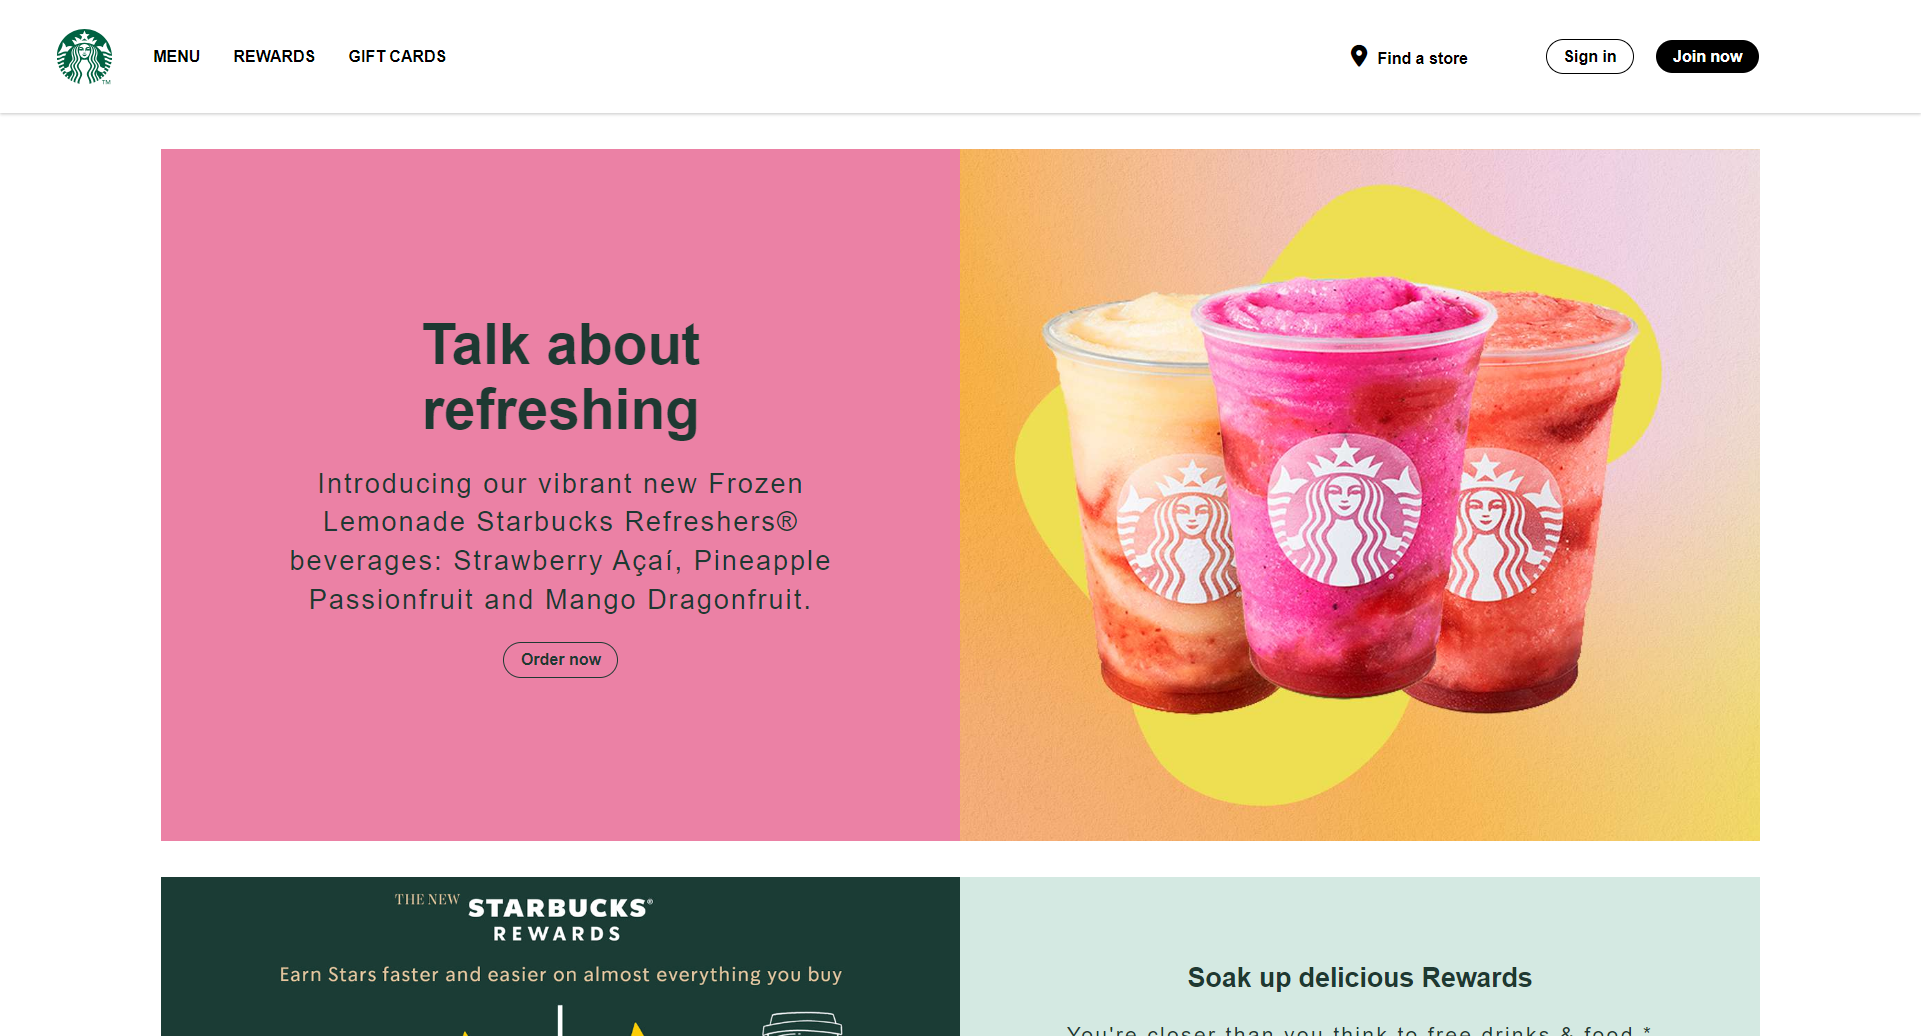 MENU
REWARDS
GIFT CARDS
Find a store
Sign in
Join now
Talk about
refreshing
Introducing our vibrant new Frozen
Lemonade Starbucks Refreshers®
beverages: Strawberry Açaí, Pineapple
Passionfruit and Mango Dragonfruit.
Order now
THE NEW STARBUCKS®
REWARDS
Earn Stars faster and easier on almost everything you buy
Soak up delicious Rewards
You're closer than you think to free drinks & food.*